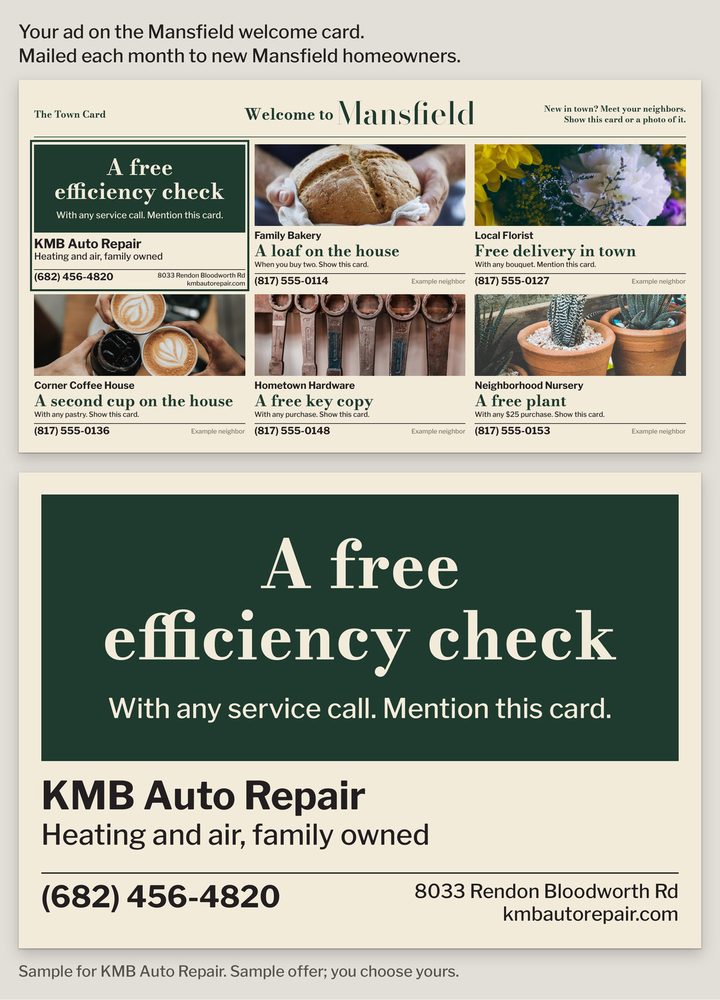 Your ad on the Mansfield welcome card.
Mailed each month to new Mansfield homeowners.
The Town Card
Welcome to Mansfield
New in town? Meet your neighbors.
Show this card or a photo of it.
A free
efficiency check
With any service call. Mention this card.
KMB Auto Repair
Heating and air, family owned
(682) 456-4820
8033 Rendon Bloodworth Rd
kmbautorepair.com
Family Bakery
A loaf on the house
When you buy two. Show this card.
(817) 555-0114
Example neighbor
Local Florist
Free delivery in town
With any bouquet. Mention this card.
(817) 555-0127
Example neighbor
Corner Coffee House
A second cup on the house
With any pastry. Show this card.
(817) 555-0136
Example neighbor
Hometown Hardware
A free key copy
With any purchase. Show this card.
(817) 555-0148
Example neighbor
Neighborhood Nursery
A free plant
With any $25 purchase. Show this card.
(817) 555-0153
Example neighbor
A free
efficiency check
With any service call. Mention this card.
KMB Auto Repair
Heating and air, family owned
(682) 456-4820
8033 Rendon Bloodworth Rd
kmbautorepair.com
Sample for KMB Auto Repair. Sample offer; you choose yours.